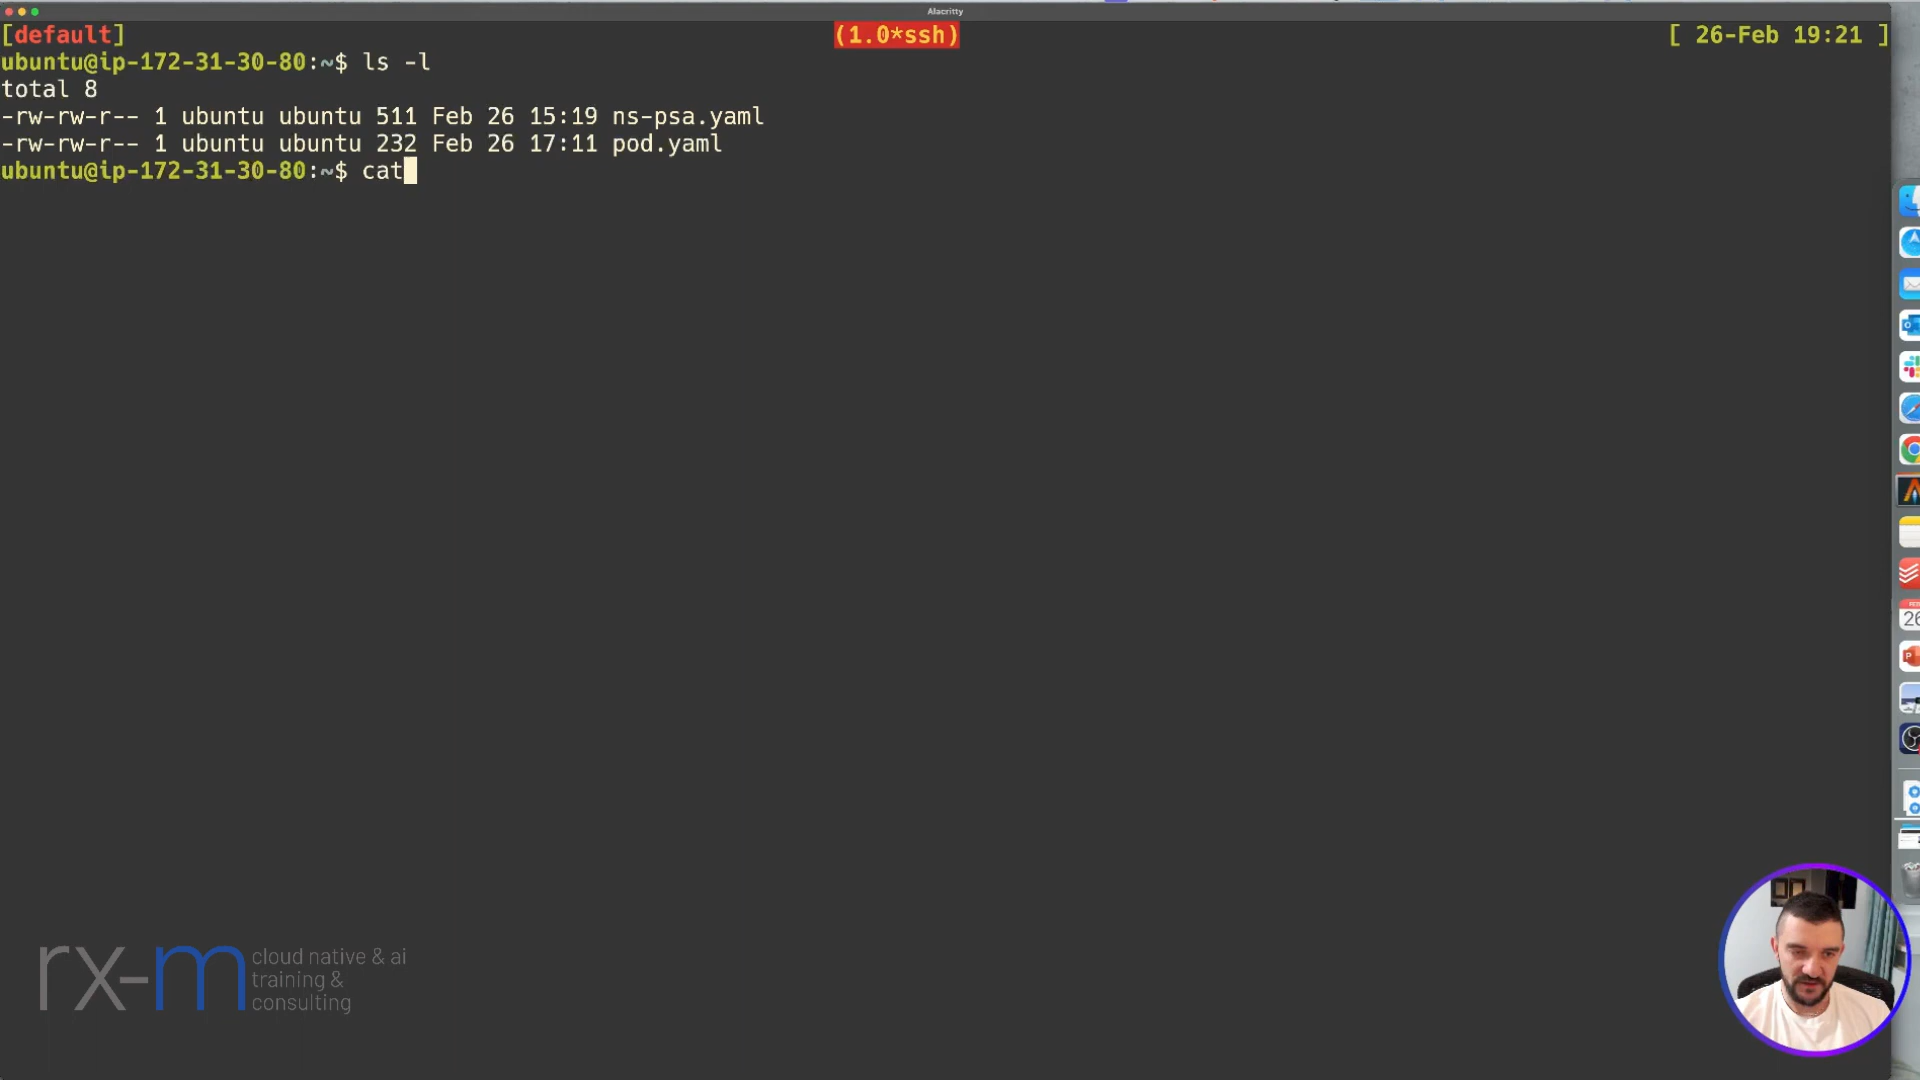 Alacritty
[default] (1.0*ssh) [ 26-Feb 19:21 ]
ubuntu@ip-172-31-30-80:~$ ls -l
total 8
-rw-rw-r-- 1 ubuntu ubuntu 511 Feb 26 15:19 ns-psa.yaml
-rw-rw-r-- 1 ubuntu ubuntu 232 Feb 26 17:11 pod.yaml
ubuntu@ip-172-31-30-80:~$ cat
26
rx-m
cloud native & ai
training &
consulting